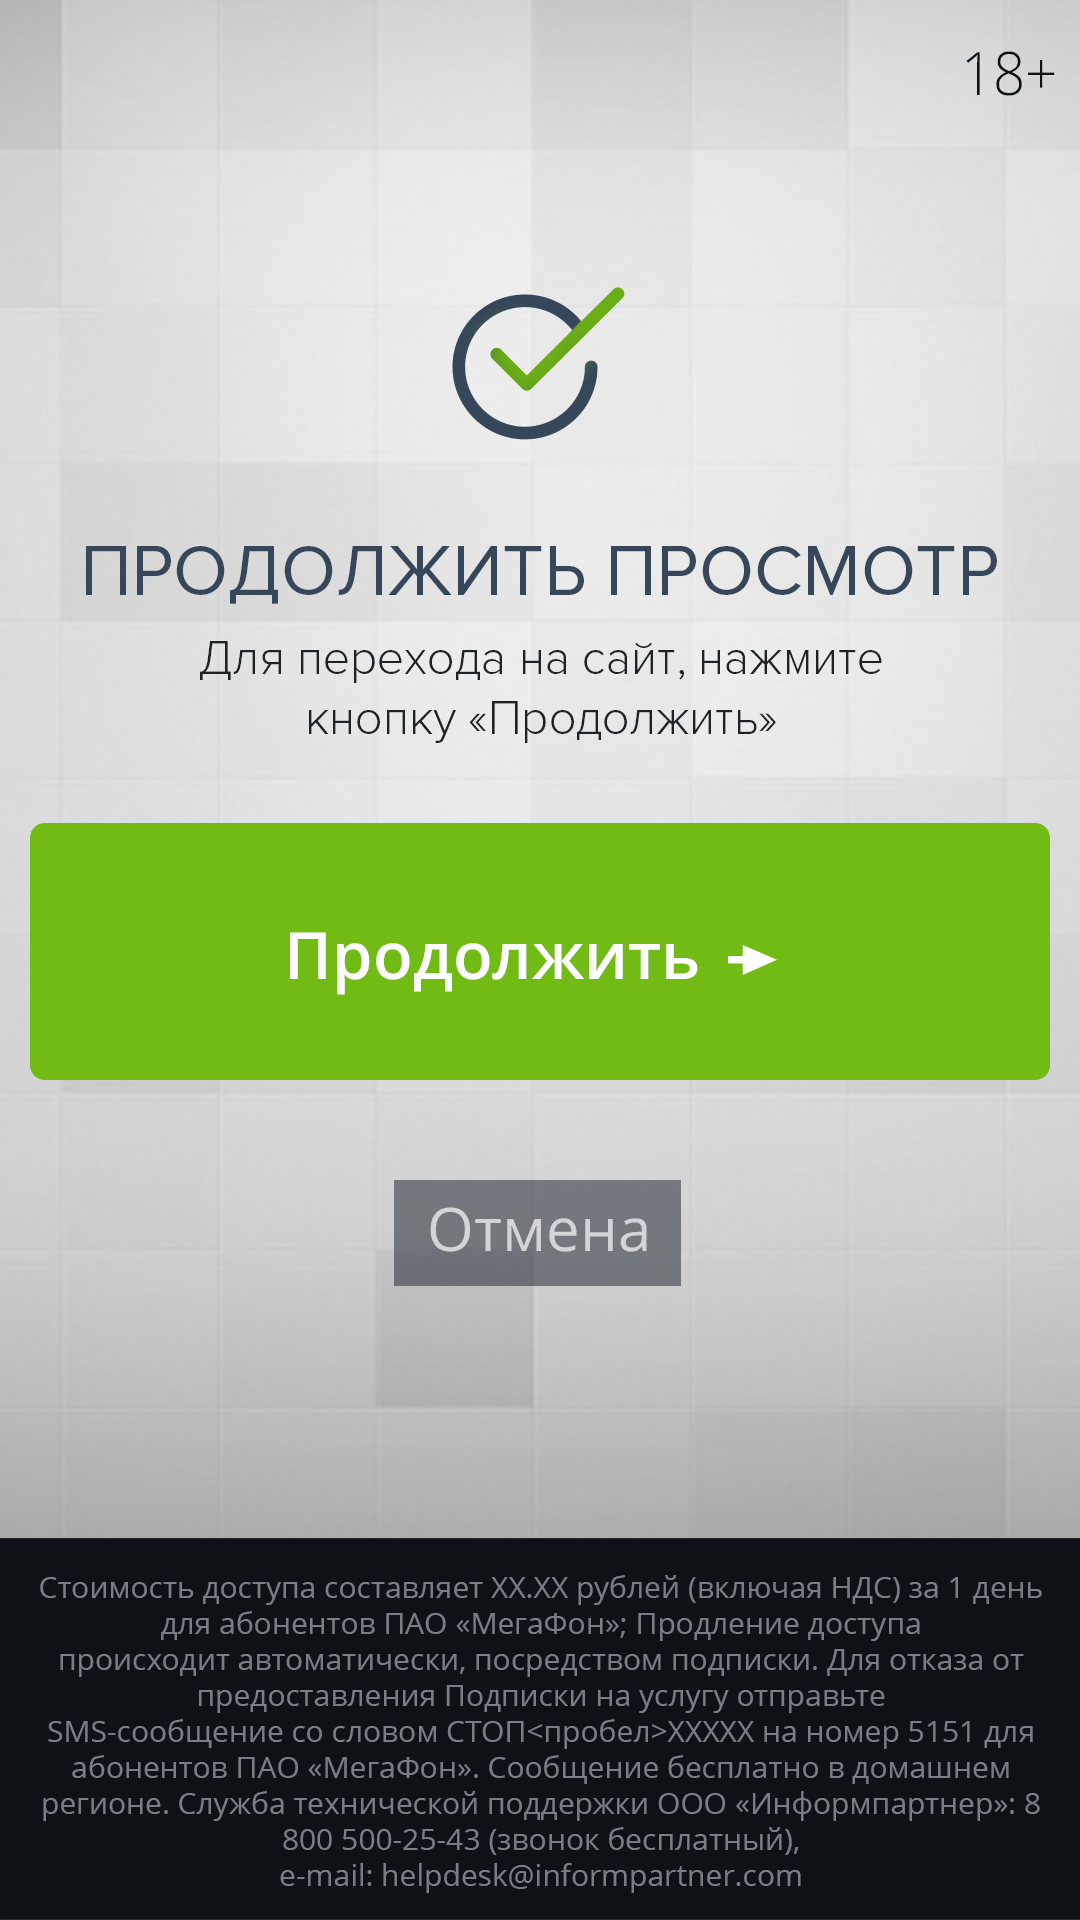 18+
ПРОДОЛЖИТЬ ПРОСМОТР
Для перехода на сайт, нажмите
кнопку «Продолжить»
Продолжить
Отмена
Стоимость доступа составляет XX.XX рублей (включая НДС) за 1 день
для абонентов ПАО «МегаФон»; Продление доступа
происходит автоматически, посредством подписки. Для отказа от
предоставления Подписки на услугу отправьте
SMS-сообщение со словом СТОП<пробел>XXXXX на номер 5151 для
абонентов ПАО «МегаФон». Сообщение бесплатно в домашнем
регионе. Служба технической поддержки ООО «Информпартнер»: 8
800 500-25-43 (звонок бесплатный),
e-mail: helpdesk@informpartner.com